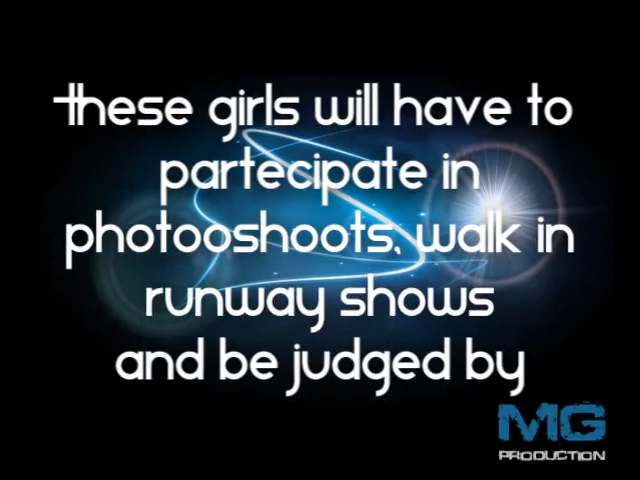 these girls will have to
partecipate in
photooshoots, walk in
runway shows
and be judged by
MG
PRODUCTION